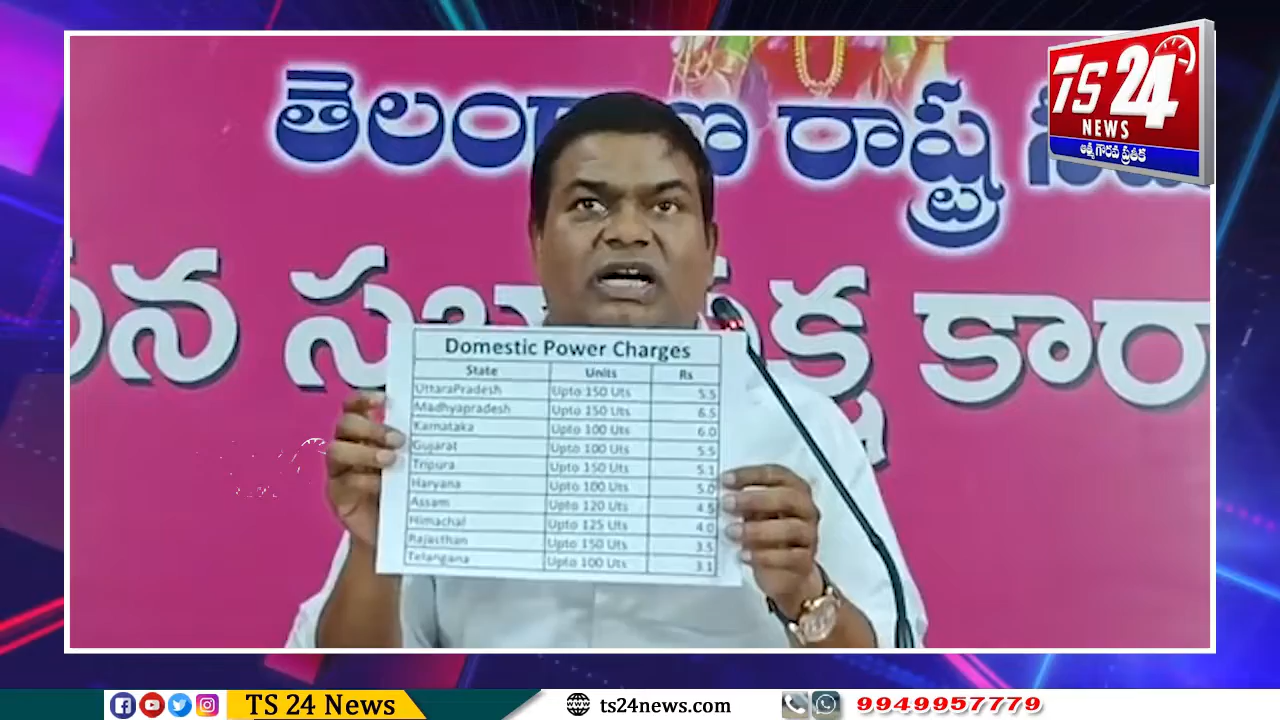 తెలంగాణ రాష్ట్ర
TS 24
NEWS
ఆత్మ గౌరవ ప్రతీక
కార
Domestic Power Charges
State Units Rs
UttaraPradesh Upto 150 Uts 5.5
Madhyapradesh Upto 150 Uts 6.5
Karnataka Upto 100 Uts 6.0
Gujarat Upto 100 Uts 5.5
Tripura Upto 150 Uts 5.1
Haryana Upto 100 Uts 5.0
Assam Upto 120 Uts 4.5
Himachal Upto 125 Uts 4.0
Rajasthan Upto 150 Uts 3.5
Telangana Upto 100 Uts 3.1
TS 24 News ts24news.com 9949957779